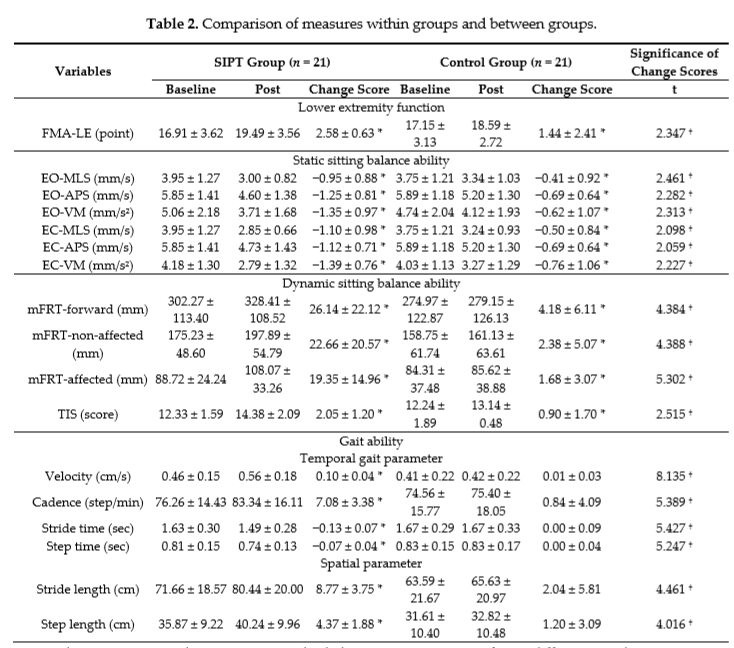 Table 2. Comparison of measures within groups and between groups.
Variables SIPT Group (n = 21) Control Group (n = 21) Significance of Change Scores
Baseline Post Change Score Baseline Post Change Score t
Lower extremity function
FMA-LE (point) 16.91 ± 3.62 19.49 ± 3.56 2.58 ± 0.63 * 17.15 ± 3.13 18.59 ± 2.72 1.44 ± 2.41 * 2.347 †
Static sitting balance ability
EO-MLS (mm/s) 3.95 ± 1.27 3.00 ± 0.82 −0.95 ± 0.88 * 3.75 ± 1.21 3.34 ± 1.03 −0.41 ± 0.92 * 2.461 †
EO-APS (mm/s) 5.85 ± 1.41 4.60 ± 1.38 −1.25 ± 0.81 * 5.89 ± 1.18 5.20 ± 1.30 −0.69 ± 0.64 * 2.282 †
EO-VM (mm/s²) 5.06 ± 2.18 3.71 ± 1.68 −1.35 ± 0.97 * 4.74 ± 2.04 4.12 ± 1.93 −0.62 ± 1.07 * 2.313 †
EC-MLS (mm/s) 3.95 ± 1.27 2.85 ± 0.66 −1.10 ± 0.98 * 3.75 ± 1.21 3.24 ± 0.93 −0.50 ± 0.84 * 2.098 †
EC-APS (mm/s) 5.85 ± 1.41 4.73 ± 1.43 −1.12 ± 0.71 * 5.89 ± 1.18 5.20 ± 1.30 −0.69 ± 0.64 * 2.059 †
EC-VM (mm/s²) 4.18 ± 1.30 2.79 ± 1.32 −1.39 ± 0.76 * 4.03 ± 1.13 3.27 ± 1.29 −0.76 ± 1.06 * 2.227 †
Dynamic sitting balance ability
mFRT-forward (mm) 302.27 ± 113.40 328.41 ± 108.52 26.14 ± 22.12 * 274.97 ± 122.87 279.15 ± 126.13 4.18 ± 6.11 * 4.384 †
mFRT-non-affected (mm) 175.23 ± 48.60 197.89 ± 54.79 22.66 ± 20.57 * 158.75 ± 61.74 161.13 ± 63.61 2.38 ± 5.07 * 4.388 †
mFRT-affected (mm) 88.72 ± 24.24 108.07 ± 33.26 19.35 ± 14.96 * 84.31 ± 37.48 85.62 ± 38.88 1.68 ± 3.07 * 5.302 †
TIS (score) 12.33 ± 1.59 14.38 ± 2.09 2.05 ± 1.20 * 12.24 ± 1.89 13.14 ± 0.48 0.90 ± 1.70 * 2.515 †
Gait ability
Temporal gait parameter
Velocity (cm/s) 0.46 ± 0.15 0.56 ± 0.18 0.10 ± 0.04 * 0.41 ± 0.22 0.42 ± 0.22 0.01 ± 0.03 8.135 †
Cadence (step/min) 76.26 ± 14.43 83.34 ± 16.11 7.08 ± 3.38 * 74.56 ± 15.77 75.40 ± 18.05 0.84 ± 4.09 5.389 †
Stride time (sec) 1.63 ± 0.30 1.49 ± 0.28 −0.13 ± 0.07 * 1.67 ± 0.29 1.67 ± 0.33 0.00 ± 0.09 5.427 †
Step time (sec) 0.81 ± 0.15 0.74 ± 0.13 −0.07 ± 0.04 * 0.83 ± 0.15 0.83 ± 0.17 0.00 ± 0.04 5.247 †
Spatial parameter
Stride length (cm) 71.66 ± 18.57 80.44 ± 20.00 8.77 ± 3.75 * 63.59 ± 21.67 65.63 ± 20.97 2.04 ± 5.81 4.461 †
Step length (cm) 35.87 ± 9.22 40.24 ± 9.96 4.37 ± 1.88 * 31.61 ± 10.40 32.82 ± 10.48 1.20 ± 3.09 4.016 †